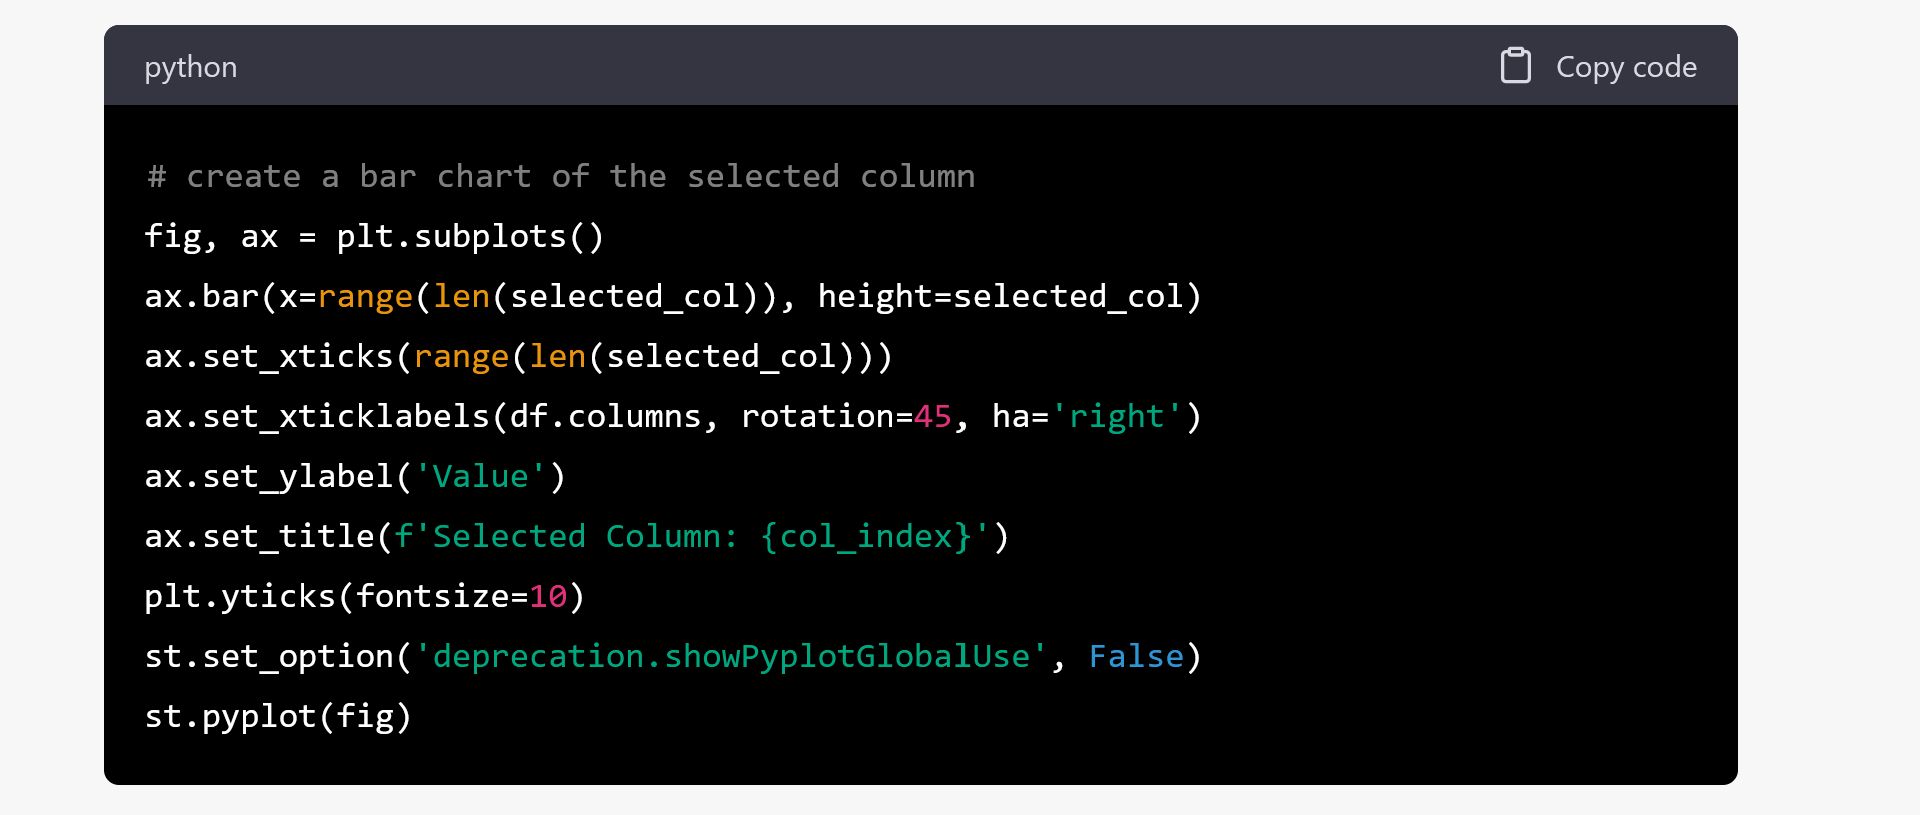 python
Copy code
# create a bar chart of the selected column
fig, ax = plt.subplots()
ax.bar(x=range(len(selected_col)), height=selected_col)
ax.set_xticks(range(len(selected_col)))
ax.set_xticklabels(df.columns, rotation=45, ha='right')
ax.set_ylabel('Value')
ax.set_title(f'Selected Column: {col_index}')
plt.yticks(fontsize=10)
st.set_option('deprecation.showPyplotGlobalUse', False)
st.pyplot(fig)